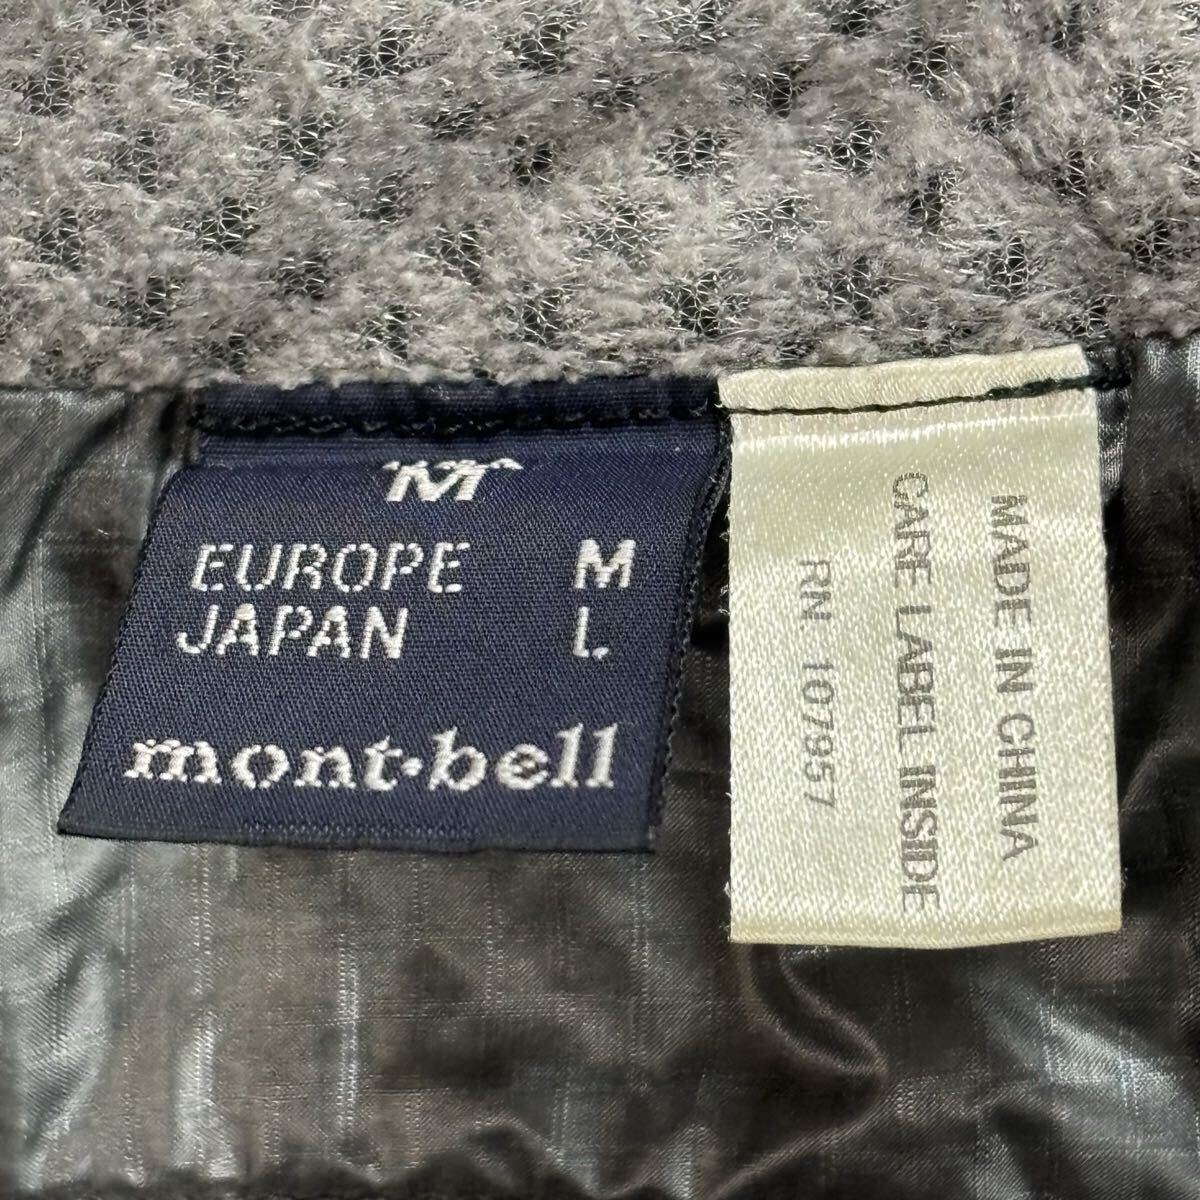 M
EUROPE M
JAPAN L
mont·bell
MADE IN CHINA
CARE LABEL INSIDE
RN 107957